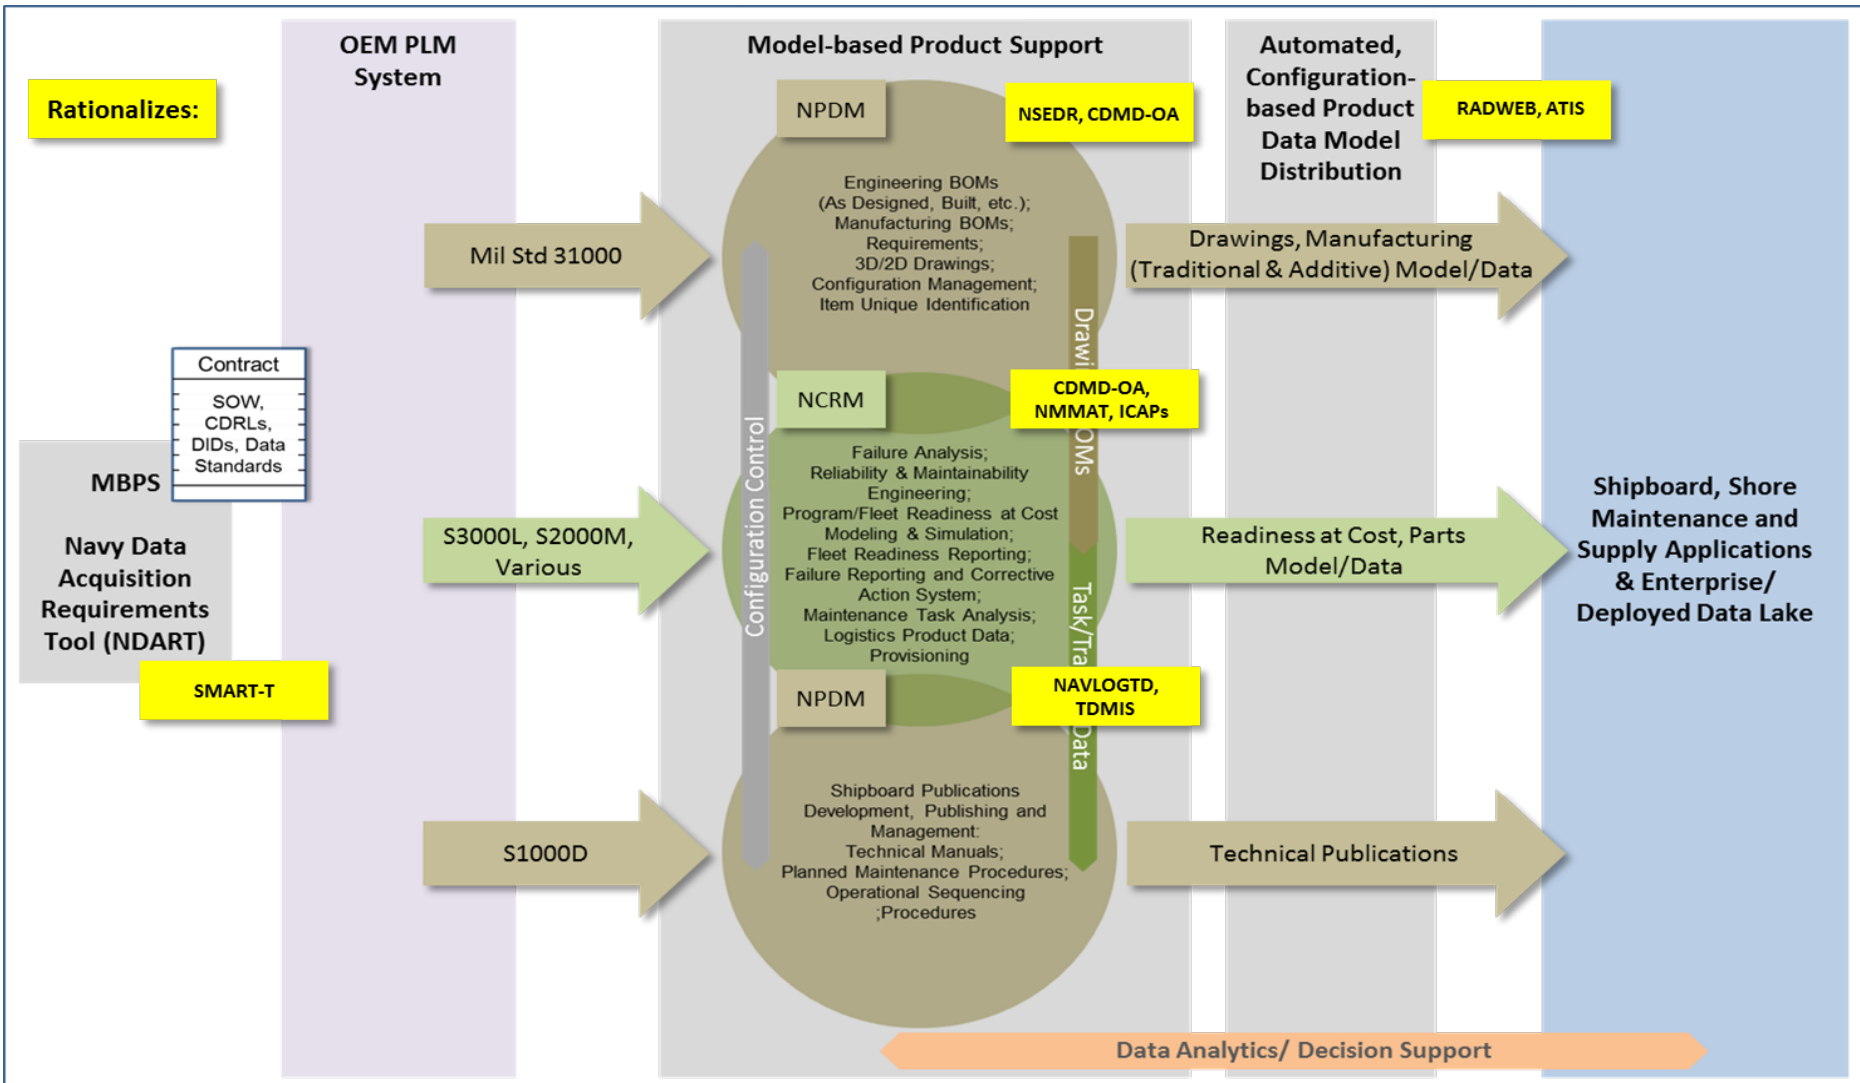 OEM PLM
System
Model-based Product Support
Automated,
Configuration-
based Product
Data Model
Distribution
Rationalizes:
NPDM
NSEDR, CDMD-OA
RADWEB, ATIS
Engineering BOMs
(As Designed, Built, etc.);
Manufacturing BOMs;
Requirements;
3D/2D Drawings;
Configuration Management;
Item Unique Identification
Mil Std 31000
Drawings, Manufacturing
(Traditional & Additive) Model/Data
Contract
SOW,
CDRLs,
DIDs, Data
Standards
MBPS
Navy Data
Acquisition
Requirements
Tool (NDART)
SMART-T
NCRM
CDMD-OA,
NMMAT, ICAPs
Configuration Control
Drawi
OMs
Failure Analysis;
Reliability & Maintainability
Engineering;
Program/Fleet Readiness at Cost
Modeling & Simulation;
Fleet Readiness Reporting;
Failure Reporting and Corrective
Action System;
Maintenance Task Analysis;
Logistics Product Data;
Provisioning
S3000L, S2000M,
Various
Readiness at Cost, Parts
Model/Data
Shipboard, Shore
Maintenance and
Supply Applications
& Enterprise/
Deployed Data Lake
Task/Tra
Data
NPDM
NAVLOGTD,
TDMIS
Shipboard Publications
Development, Publishing and
Management:
Technical Manuals;
Planned Maintenance Procedures;
Operational Sequencing
;Procedures
S1000D
Technical Publications
Data Analytics/ Decision Support